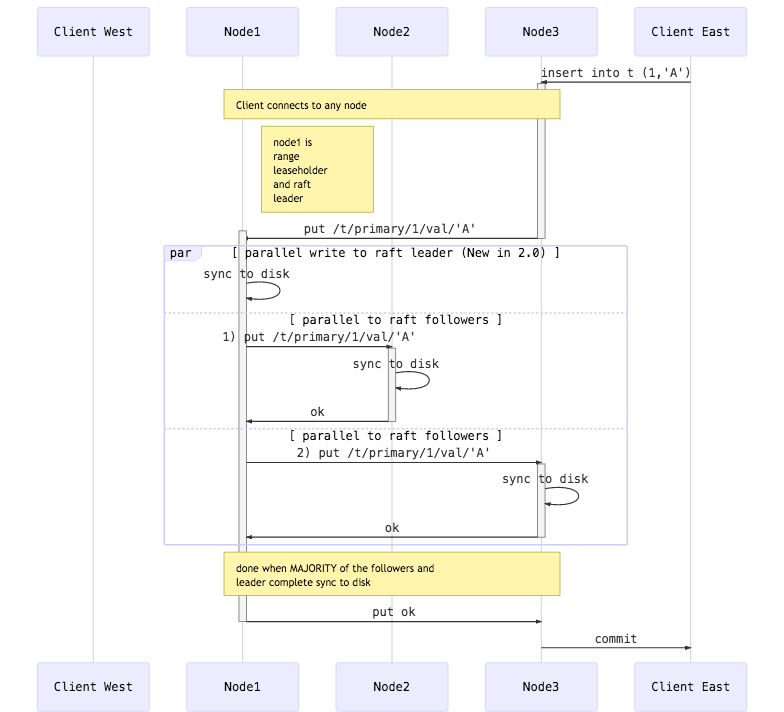 Client West
Node1
Node2
Node3
Client East
insert into t (1,'A')
Client connects to any node
node1 is
range
leaseholder
and raft
leader
put /t/primary/1/val/'A'
par
[ parallel write to raft leader (New in 2.0) ]
sync to disk
[ parallel to raft followers ]
1) put /t/primary/1/val/'A'
sync to disk
ok
[ parallel to raft followers ]
2) put /t/primary/1/val/'A'
sync to disk
ok
done when MAJORITY of the followers and
leader complete sync to disk
put ok
commit
Client West
Node1
Node2
Node3
Client East